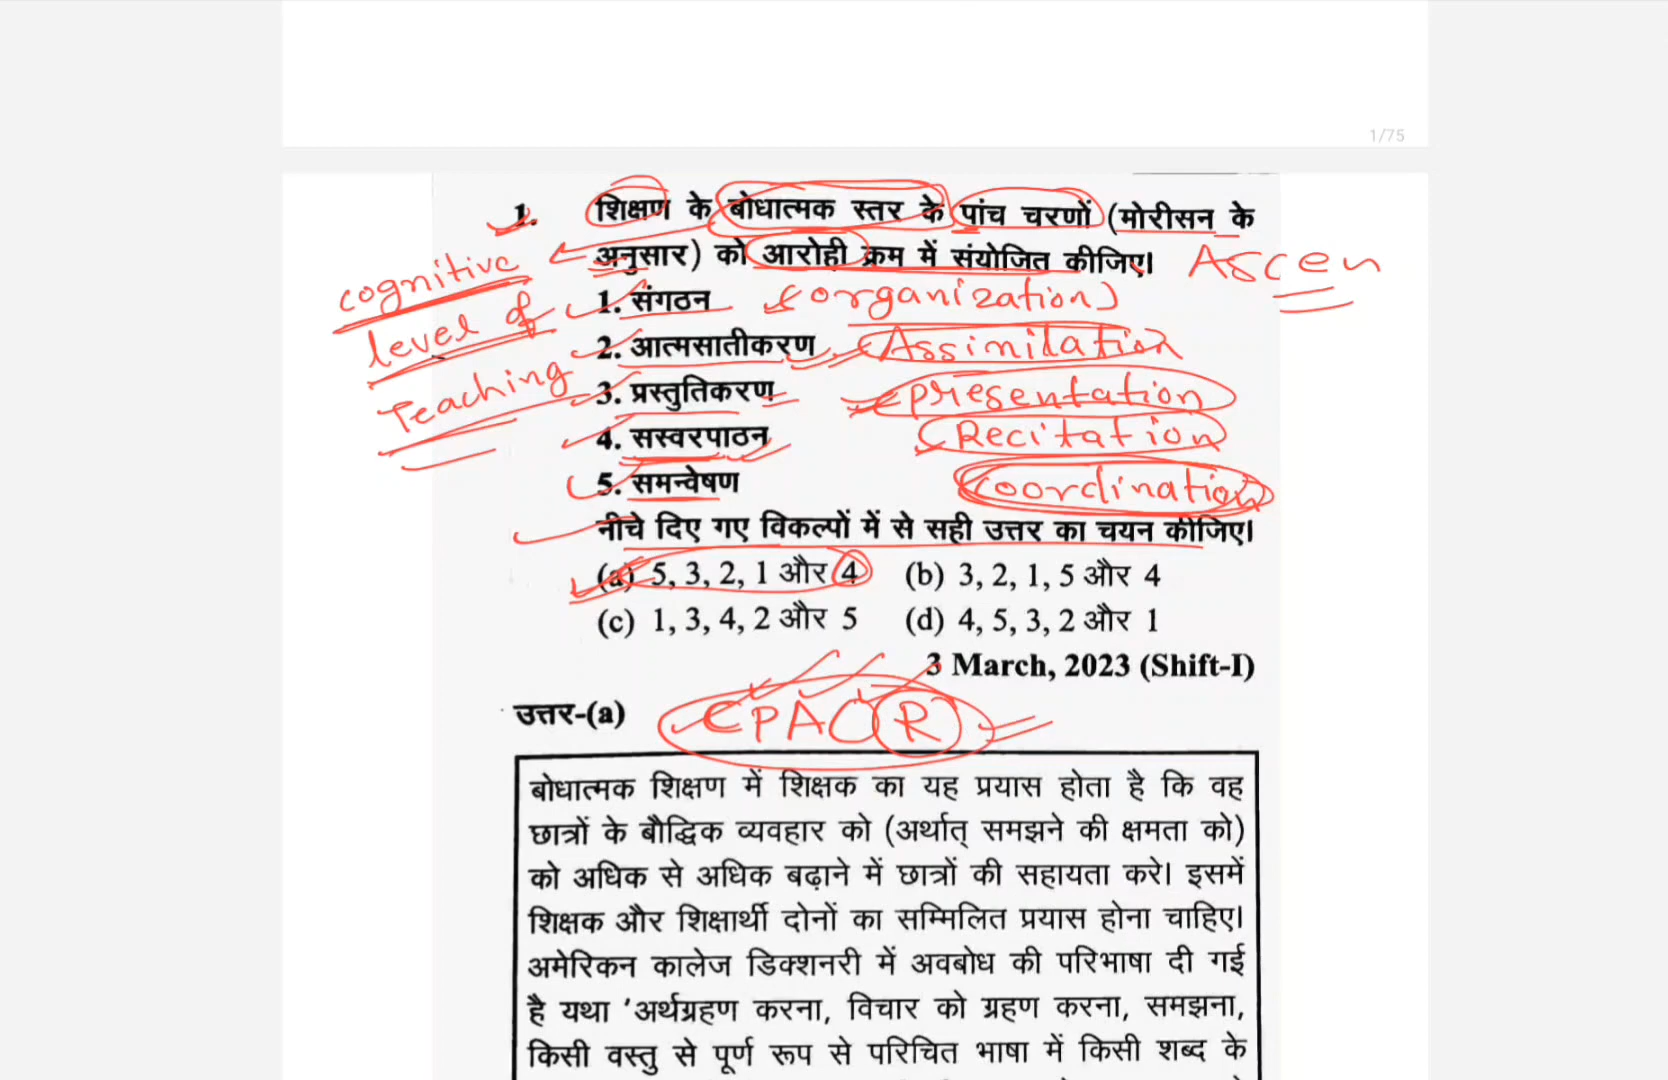 1/75
1. शिक्षण के बोधात्मक स्तर के पांच चरणों (मोरीसन के
अनुसार) को आरोही क्रम में संयोजित कीजिए। Ascen
cognitive level of Teaching
1. संगठन (organization)
2. आत्मसातीकरण (Assimilation
3. प्रस्तुतिकरण presentation
4. सस्वरपाठन (Recitation
5. समन्वेषण Coordination
नीचे दिए गए विकल्पों में से सही उत्तर का चयन कीजिए।
(a) 5, 3, 2, 1 और 4 (b) 3, 2, 1, 5 और 4
(c) 1, 3, 4, 2 और 5 (d) 4, 5, 3, 2 और 1
3 March, 2023 (Shift-I)
उत्तर-(a) CPAOR
बोधात्मक शिक्षण में शिक्षक का यह प्रयास होता है कि वह
छात्रों के बौद्धिक व्यवहार को (अर्थात् समझने की क्षमता को)
को अधिक से अधिक बढ़ाने में छात्रों की सहायता करे। इसमें
शिक्षक और शिक्षार्थी दोनों का सम्मिलित प्रयास होना चाहिए।
अमेरिकन कालेज डिक्शनरी में अवबोध की परिभाषा दी गई
है यथा 'अर्थग्रहण करना, विचार को ग्रहण करना, समझना,
किसी वस्तु से पूर्ण रूप से परिचित भाषा में किसी शब्द के